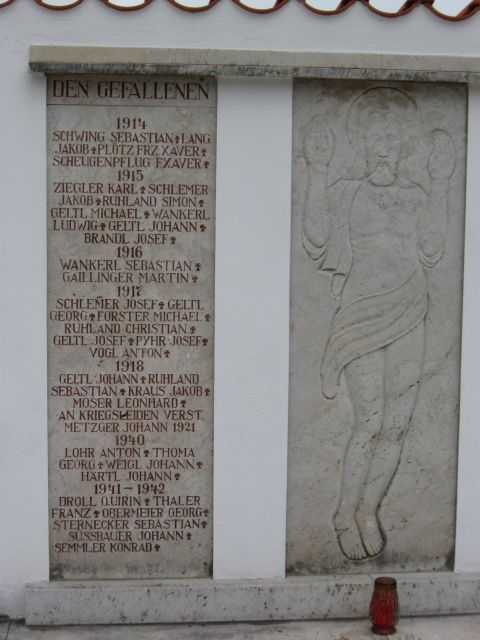 DEN GEFALLENEN
1914
SCHWING SEBASTIAN ✤ LANG
JAKOB ✤ PLÖTZ FRZ. XAVER ✤
SCHEUGENPFLUG F. XAVER ✤
1915
ZIEGLER KARL ✤ SCHLEMER
JAKOB ✤ RUHLAND SIMON ✤
GELTL MICHAEL ✤ WANKERL
LUDWIG ✤ GELTL JOHANN ✤
BRANDL JOSEF ✤
1916
WANKERL SEBASTIAN ✤
GAILLINGER MARTIN ✤
1917
SCHLEMER JOSEF ✤ GELTL
GEORG ✤ FORSTER MICHAEL ✤
RUHLAND CHRISTIAN ✤
GELTL JOSEF ✤ PYHR JOSEF ✤
VOGL ANTON ✤
1918
GELTL JOHANN ✤ RUHLAND
SEBASTIAN ✤ KRAUS JAKOB ✤
MOSER LEONHARD ✤
AN KRIEGSLEIDEN VERST.
METZGER JOHANN 1921
1940
LOHR ANTON ✤ THOMA
GEORG ✤ WEIGL JOHANN ✤
HÄRTL JOHANN ✤
1941 – 1942
DROLL QUIRIN ✤ THALER
FRANZ ✤ OBERMEIER GEORG ✤
STERNECKER SEBASTIAN ✤
SÜSSBAUER JOHANN ✤
SEMMLER KONRAD ✤